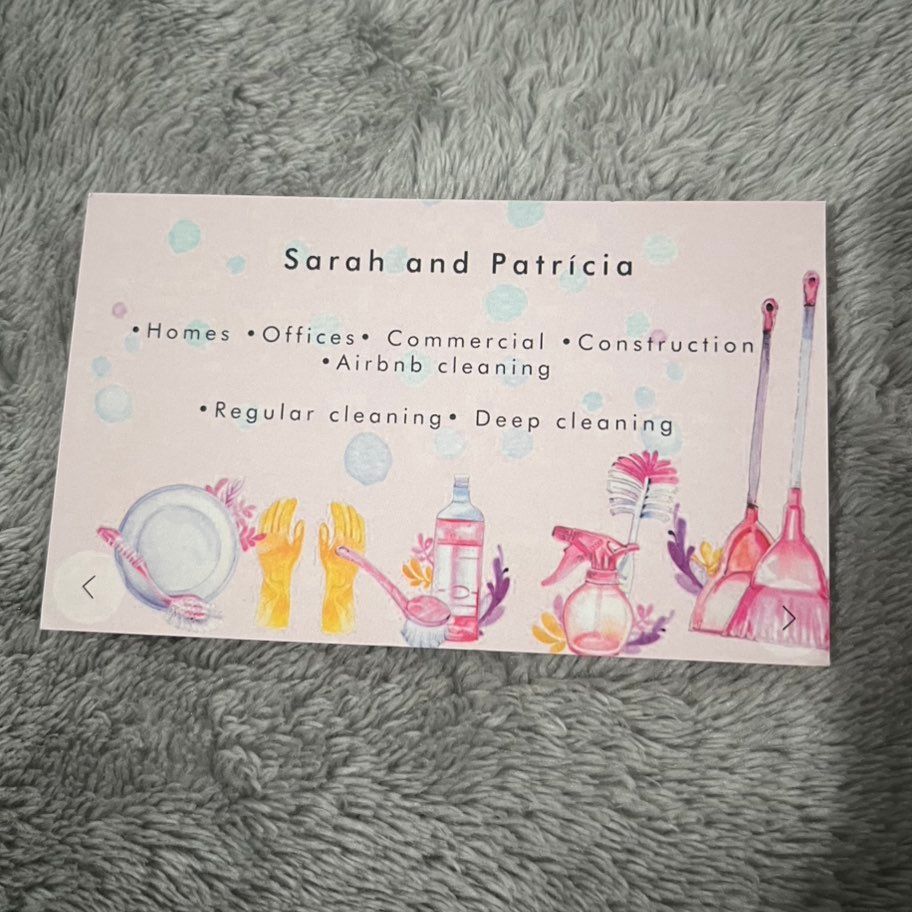 Sarah and Patrícia
•Homes •Offices• Commercial •Construction
•Airbnb cleaning
•Regular cleaning• Deep cleaning